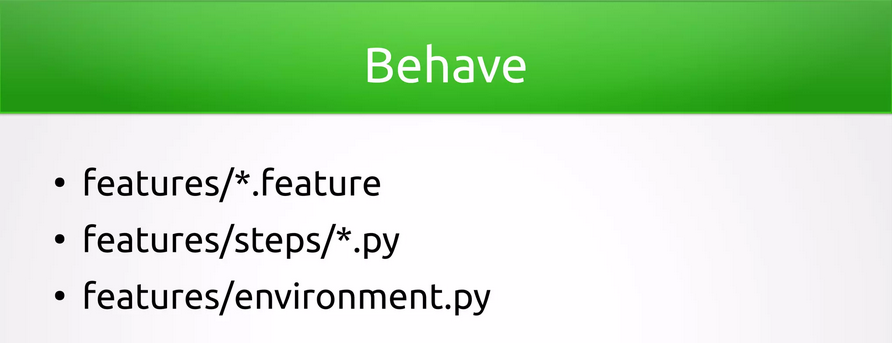 Behave
• features/*.feature
• features/steps/*.py
• features/environment.py